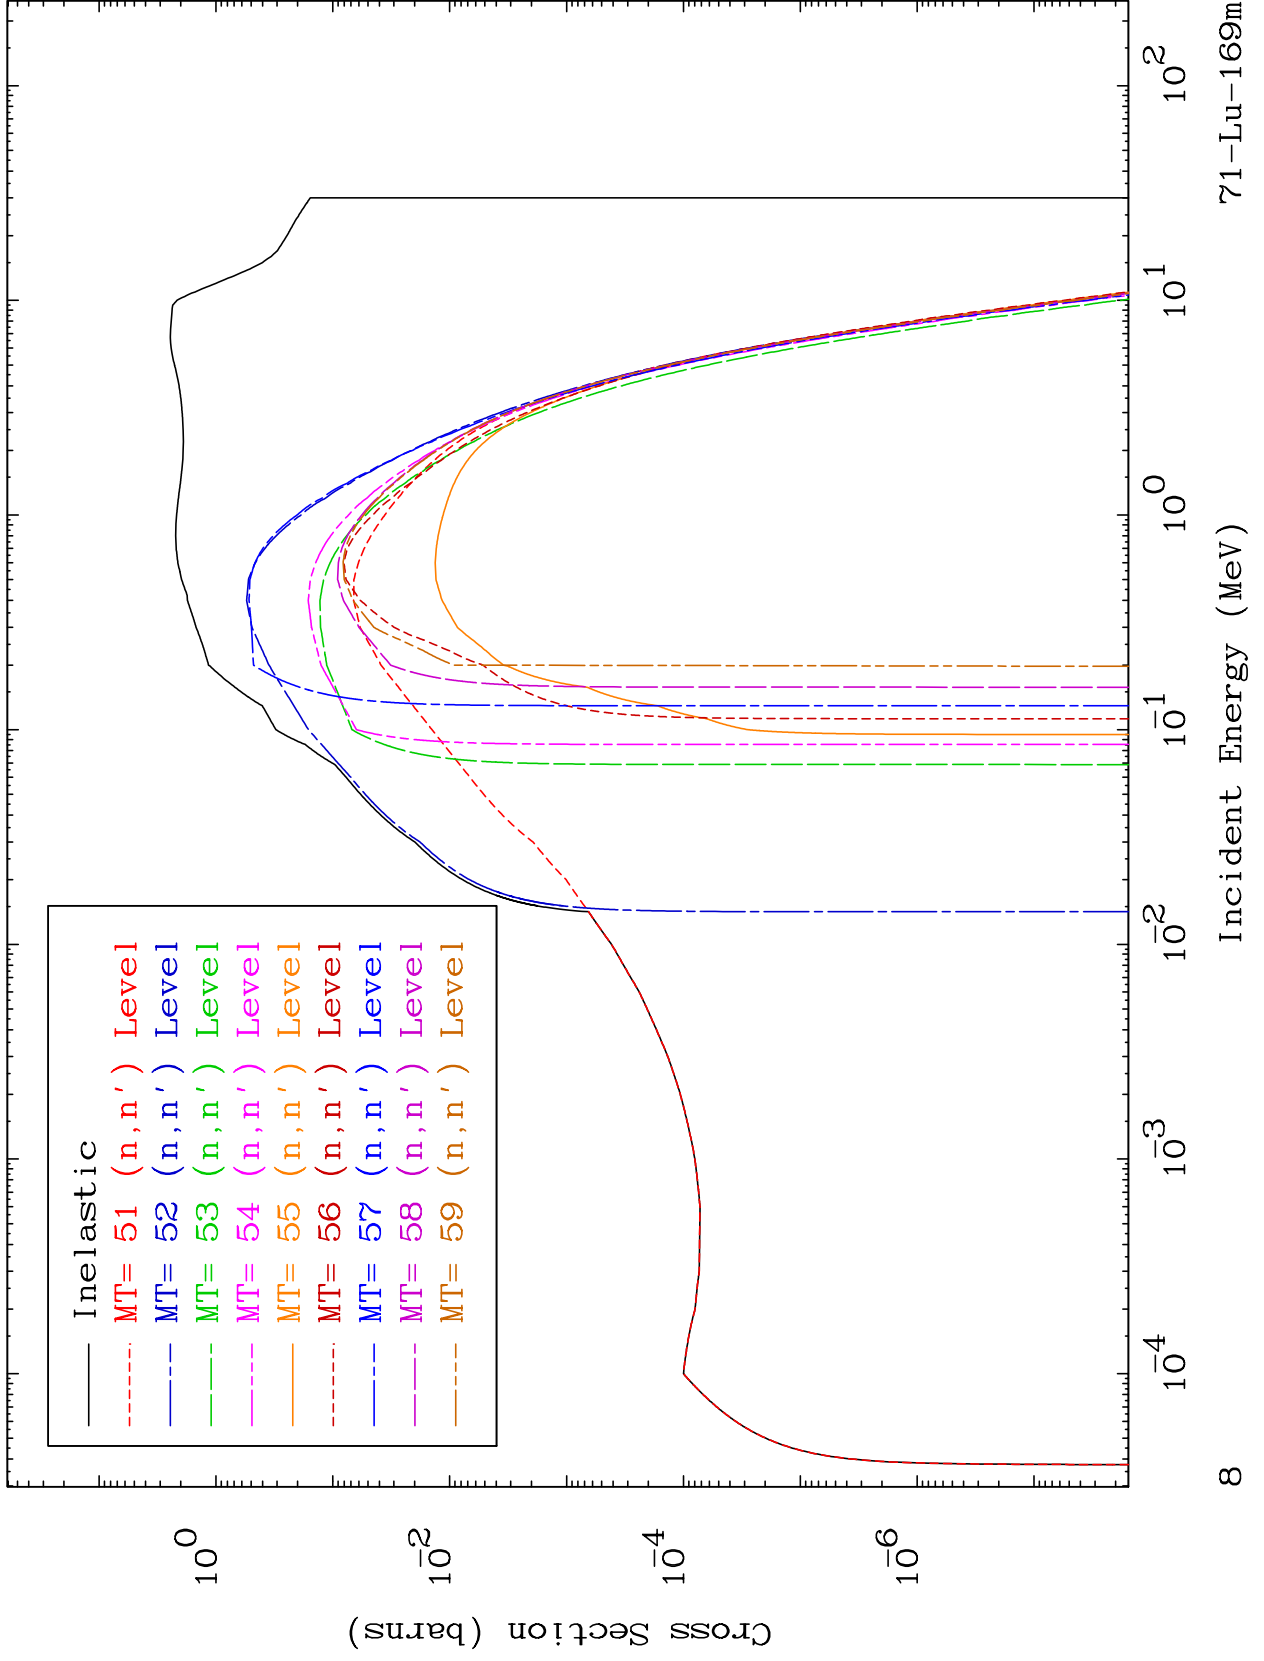 Inelastic
MT= 51 (n,n') Level
MT= 52 (n,n') Level
MT= 53 (n,n') Level
MT= 54 (n,n') Level
MT= 55 (n,n') Level
MT= 56 (n,n') Level
MT= 57 (n,n') Level
MT= 58 (n,n') Level
MT= 59 (n,n') Level
Cross Section (barns)
10^0
10^-2
10^-4
10^-6
10^-4
10^-3
10^-2
10^-1
10^0
10^1
10^2
Incident Energy (MeV)
8
71-Lu-169m